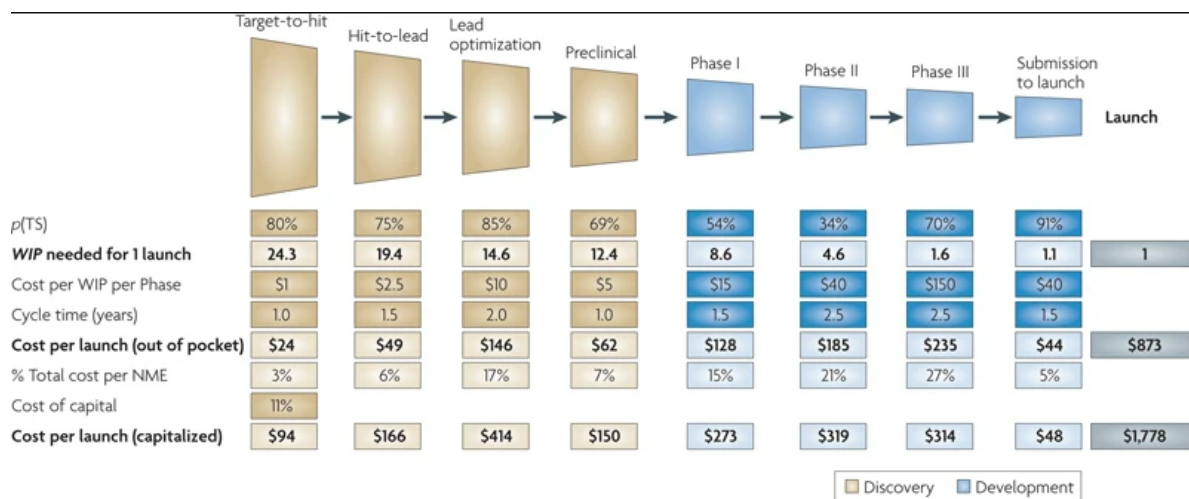 Target-to-hit
Hit-to-lead
Lead
optimization
Preclinical
Phase I
Phase II
Phase III
Submission
to launch
Launch
p(TS) 80% 75% 85% 69% 54% 34% 70% 91%
WIP needed for 1 launch 24.3 19.4 14.6 12.4 8.6 4.6 1.6 1.1 1
Cost per WIP per Phase $1 $2.5 $10 $5 $15 $40 $150 $40
Cycle time (years) 1.0 1.5 2.0 1.0 1.5 2.5 2.5 1.5
Cost per launch (out of pocket) $24 $49 $146 $62 $128 $185 $235 $44 $873
% Total cost per NME 3% 6% 17% 7% 15% 21% 27% 5%
Cost of capital 11%
Cost per launch (capitalized) $94 $166 $414 $150 $273 $319 $314 $48 $1,778
Discovery Development